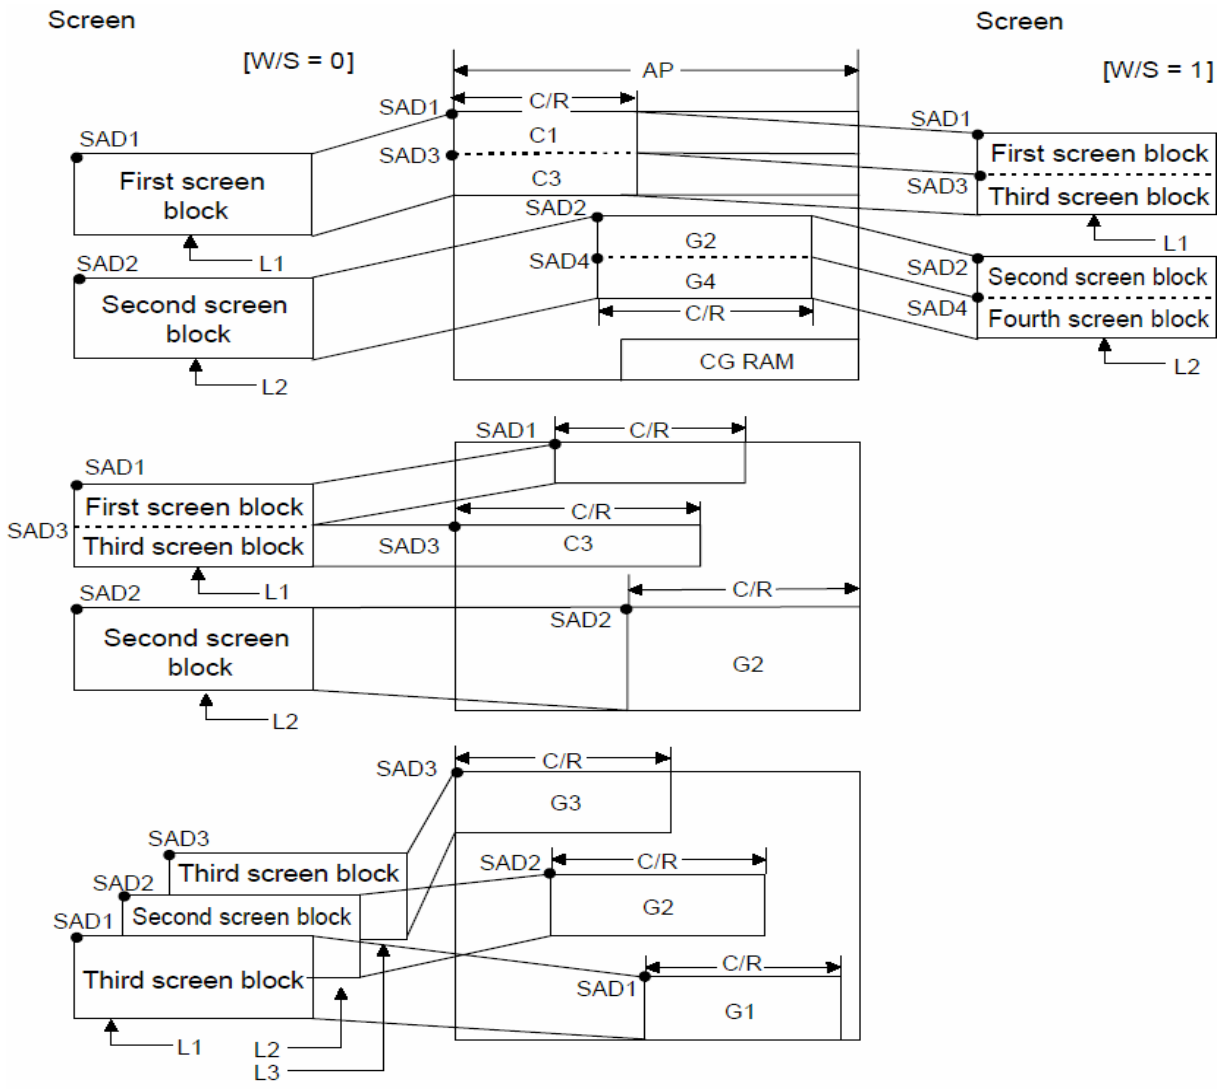 Screen
Screen
[W/S = 0]
AP
[W/S = 1]
C/R
SAD1
SAD1
SAD1
C1
First screen block
SAD3
C3
SAD3
Third screen block
First screen
block
SAD2
L1
L1
SAD2
G2
SAD2
Second screen block
SAD4
G4
SAD4
Fourth screen block
Second screen
block
C/R
CG RAM
L2
L2
SAD1
C/R
SAD1
First screen block
C/R
SAD3
Third screen block
SAD3
C3
L1
C/R
SAD2
SAD2
Second screen
block
G2
L2
SAD3
C/R
G3
SAD3
Third screen block
SAD2
C/R
SAD2
Second screen block
G2
SAD1
C/R
Third screen block
SAD1
G1
L1
L2
L3